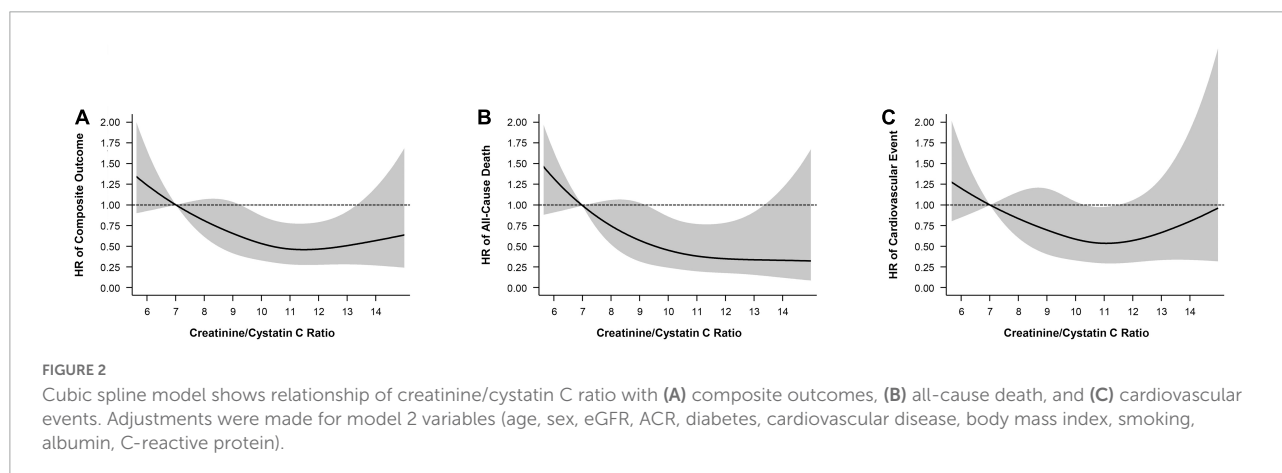 A
HR of Composite Outcome
2.00
1.75
1.50
1.25
1.00
0.75
0.50
0.25
0.00
6 7 8 9 10 11 12 13 14
Creatinine/Cystatin C Ratio
B
HR of All-Cause Death
2.00
1.75
1.50
1.25
1.00
0.75
0.50
0.25
0.00
6 7 8 9 10 11 12 13 14
Creatinine/Cystatin C Ratio
C
HR of Cardiovascular Event
2.00
1.75
1.50
1.25
1.00
0.75
0.50
0.25
0.00
6 7 8 9 10 11 12 13 14
Creatinine/Cystatin C Ratio
FIGURE 2
Cubic spline model shows relationship of creatinine/cystatin C ratio with (A) composite outcomes, (B) all-cause death, and (C) cardiovascular
events. Adjustments were made for model 2 variables (age, sex, eGFR, ACR, diabetes, cardiovascular disease, body mass index, smoking,
albumin, C-reactive protein).